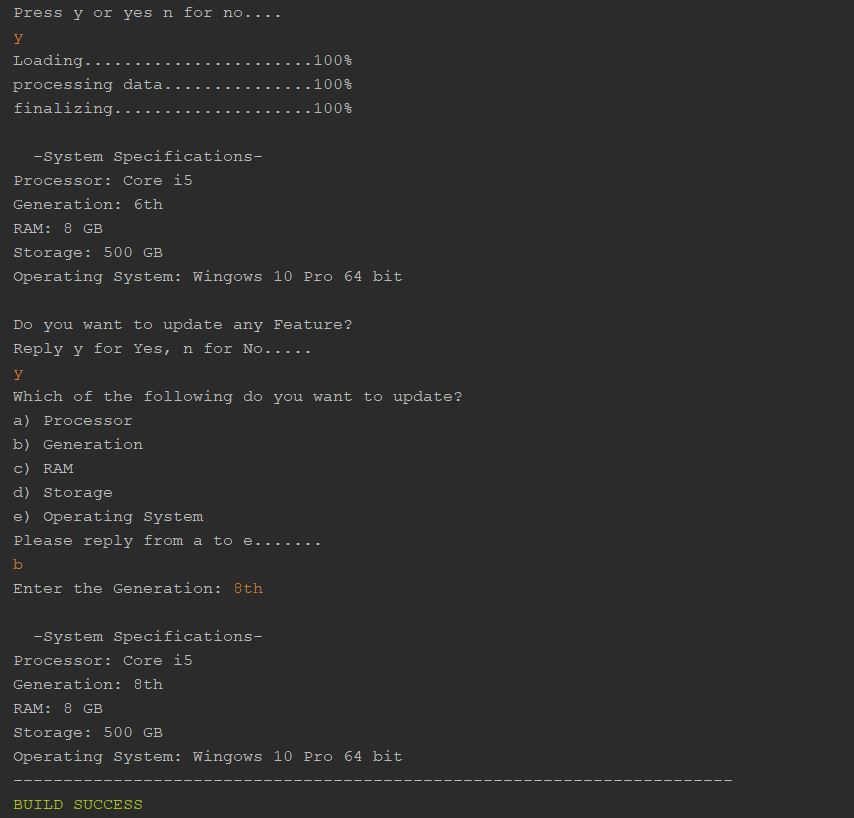 Press y or yes n for no....
y
Loading.......................100%
processing data...............100%
finalizing....................100%
-System Specifications-
Processor: Core i5
Generation: 6th
RAM: 8 GB
Storage: 500 GB
Operating System: Wingows 10 Pro 64 bit
Do you want to update any Feature?
Reply y for Yes, n for No.....
y
Which of the following do you want to update?
a) Processor
b) Generation
c) RAM
d) Storage
e) Operating System
Please reply from a to e.......
b
Enter the Generation: 8th
-System Specifications-
Processor: Core i5
Generation: 8th
RAM: 8 GB
Storage: 500 GB
Operating System: Wingows 10 Pro 64 bit
------------------------------------------------------------------------
BUILD SUCCESS